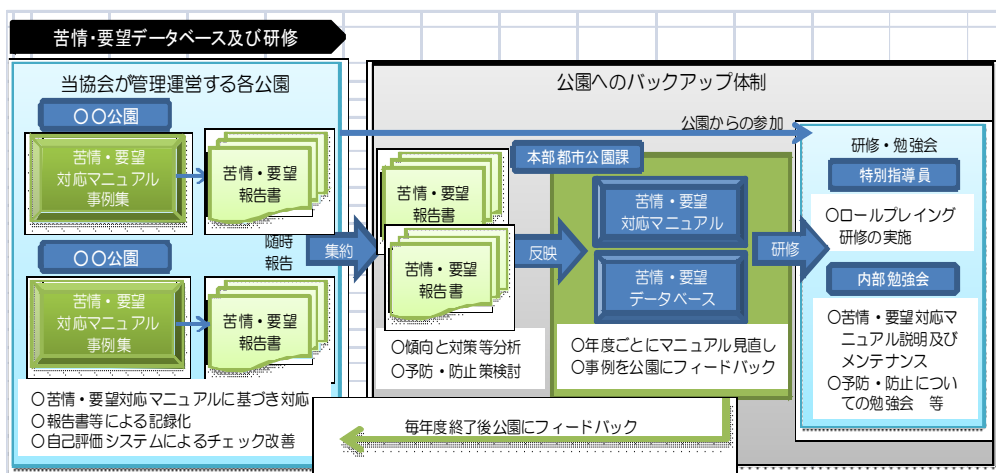 苦情・要望データベース及び研修
当協会が管理運営する各公園
〇〇公園
苦情・要望
対応マニュアル
事例集
苦情・要望
報告書
〇〇公園
苦情・要望
対応マニュアル
事例集
苦情・要望
報告書
随時
報告
〇苦情・要望対応マニュアルに基づき対応
〇報告書等による記録化
〇自己評価システムによるチェック改善
集約
公園へのバックアップ体制
公園からの参加
本部都市公園課
苦情・要望
報告書
苦情・要望
報告書
〇傾向と対策等分析
〇予防・防止策検討
反映
苦情・要望
対応マニュアル
苦情・要望
データベース
〇年度ごとにマニュアル見直し
〇事例を公園にフィードバック
研修
研修・勉強会
特別指導員
〇ロールプレイング
研修の実施
内部勉強会
〇苦情・要望対応マ
ニュアル説明及び
メンテナンス
〇予防・防止につい
ての勉強会 等
毎年度終了後公園にフィードバック